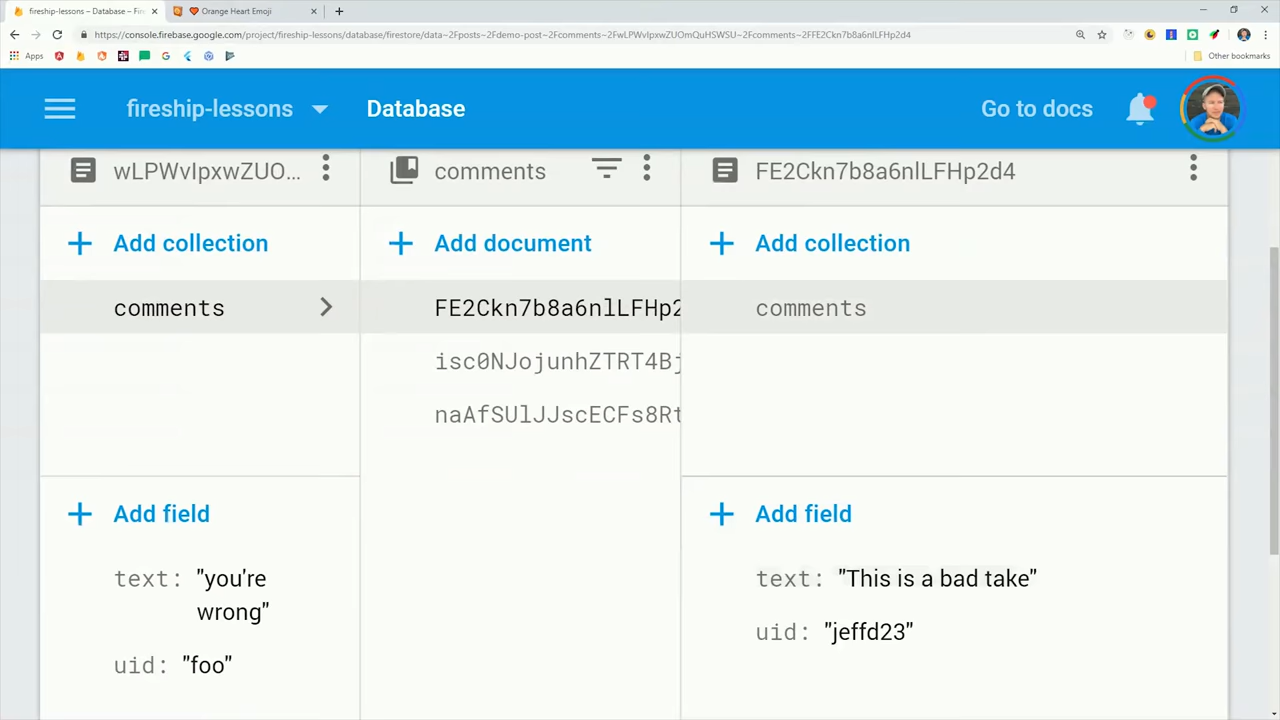 fireship-lessons – Database – Fi
Orange Heart Emoji
https://console.firebase.google.com/project/fireship-lessons/database/firestore/data~2Fposts~2Fdemo-post~2Fcomments~2FwLPWvIpxwZUOmQuHSWSU~2Fcomments~2FFE2Ckn7b8a6nlLFHp2d4
Apps
Other bookmarks
fireship-lessons
Database
Go to docs
wLPWvIpxwZUO...
comments
FE2Ckn7b8a6nlLFHp2d4
Add collection
Add document
Add collection
comments
FE2Ckn7b8a6nlLFHp2
comments
isc0NJojunhZTRT4Bj
naAfSUlJJscECFs8Rt
Add field
Add field
text: "you're
wrong"
text: "This is a bad take"
uid: "jeffd23"
uid: "foo"